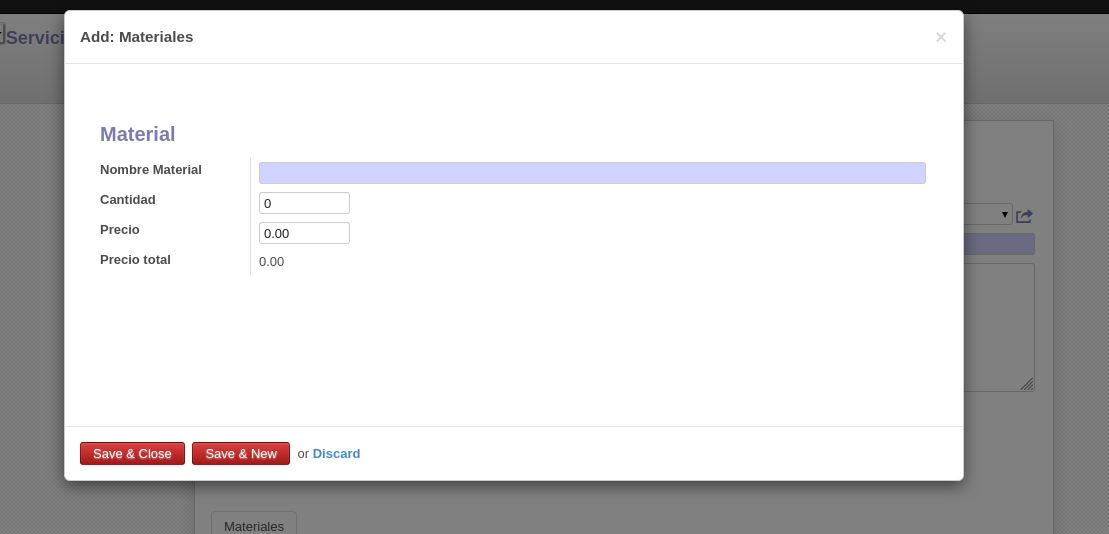 Servici
Add: Materiales ×
Material
Nombre Material
Cantidad 0
Precio 0.00
Precio total 0.00
Save & Close Save & New or Discard
Materiales